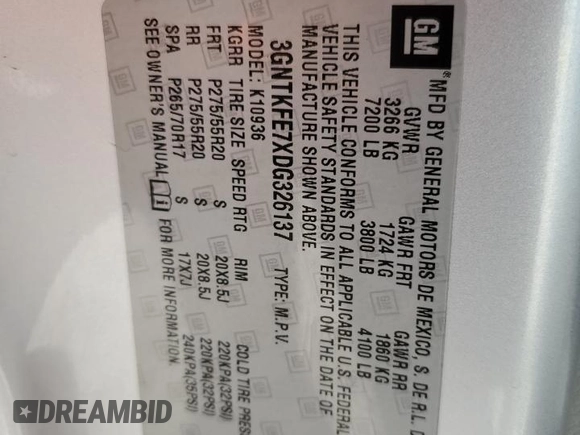 GM
MFD BY GENERAL MOTORS DE MEXICO, S. DE R.L. D
GVWR GAWR FRT GAWR RR
3266 KG 1724 KG 1860 KG
7200 LB 3800 LB 4100 LB
THIS VEHICLE CONFORMS TO ALL APPLICABLE U.S. FEDERAL
VEHICLE SAFETY STANDARDS IN EFFECT ON THE DATE OF
MANUFACTURE SHOWN ABOVE.
3GNTKFE7XDG326137 TYPE: M.P.V.
MODEL: K10936
KGRR TIRE SIZE SPEED RTG RIM COLD TIRE PRES
FRT P275/55R20 S 20X8.5J 220KPA(32PSI)
RR P275/55R20 S 20X8.5J 220KPA(32PSI)
SPA P265/70R17 S 17X7J 240KPA(35PSI)
SEE OWNER'S MANUAL i FOR MORE INFORMATION.
DREAMBID